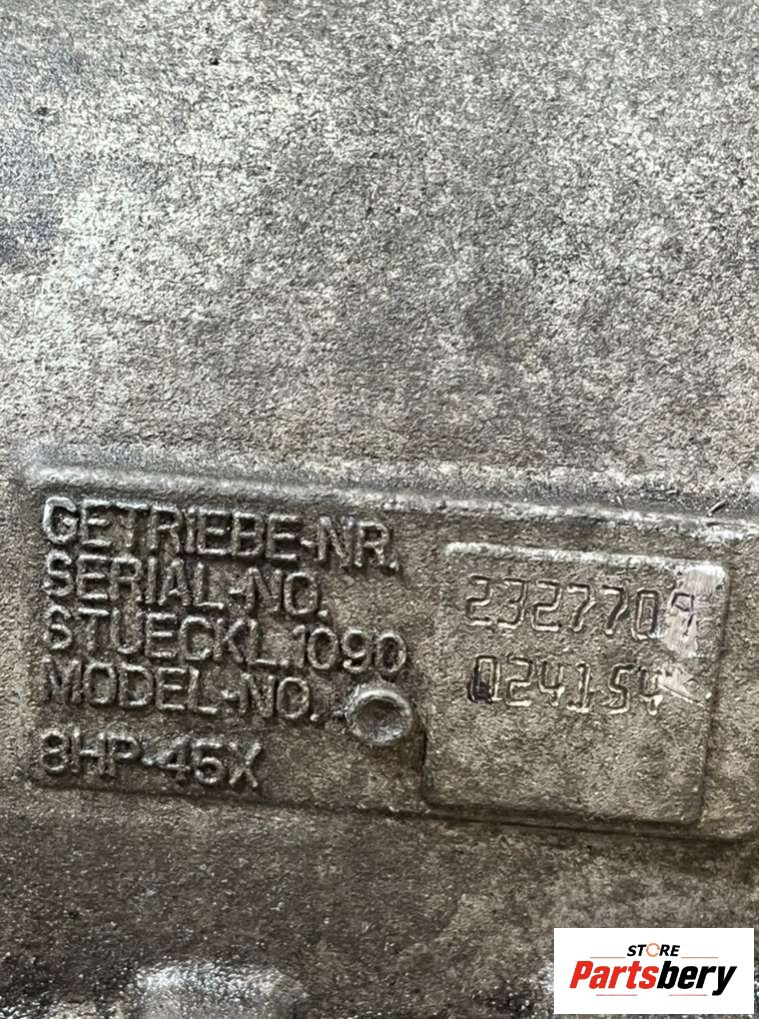 GETRIEBE-NR.
SERIAL-NO.
STUECKL.1090
MODEL-NO.
8HP-45X
2327709
024154
STORE
Partsbery